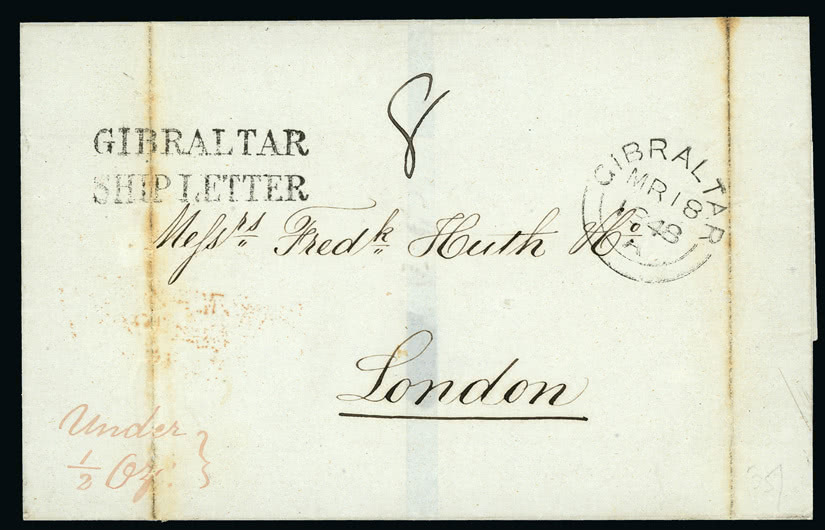 8
GIBRALTAR
SHIP LETTER
GIBRALTAR
MR 18
1848
A
Messrs Fredk Huth & Co
London
Under
1/2 Oz.